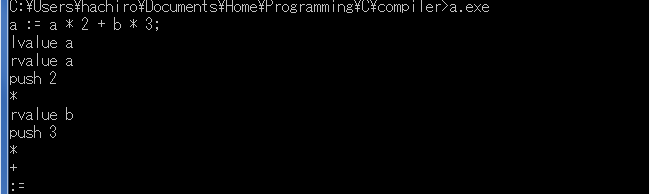 C:¥Users¥hachiro¥Documents¥Home¥Programming¥C¥compiler>a.exe
a := a * 2 + b * 3;
lvalue a
rvalue a
push 2
*
rvalue b
push 3
*
+
:=